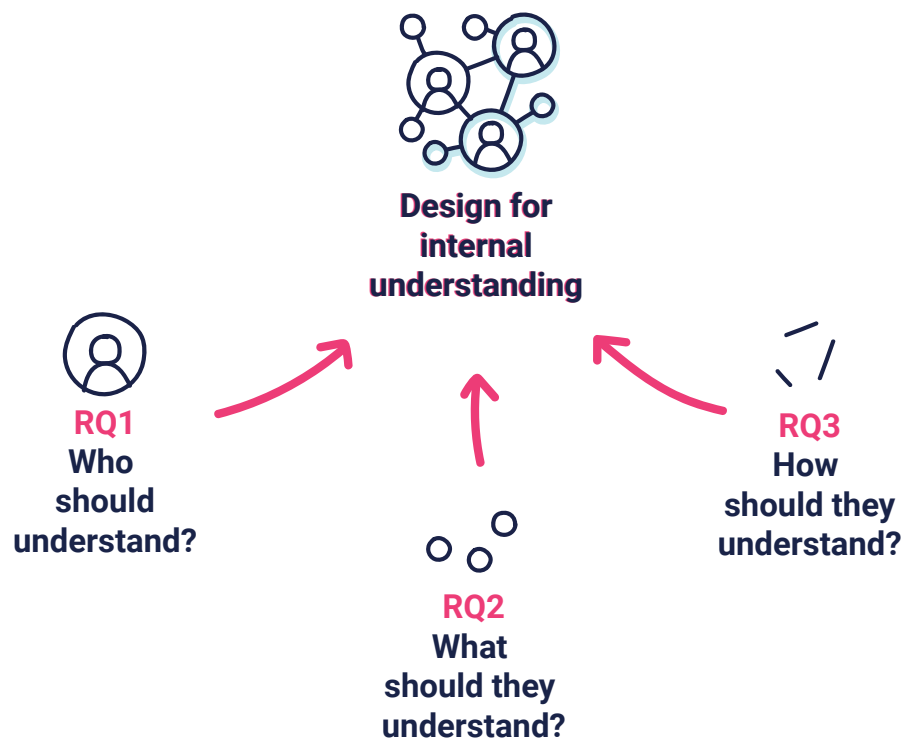 Design for
internal
understanding
RQ1
Who
should
understand?
RQ2
What
should they
understand?
RQ3
How
should they
understand?